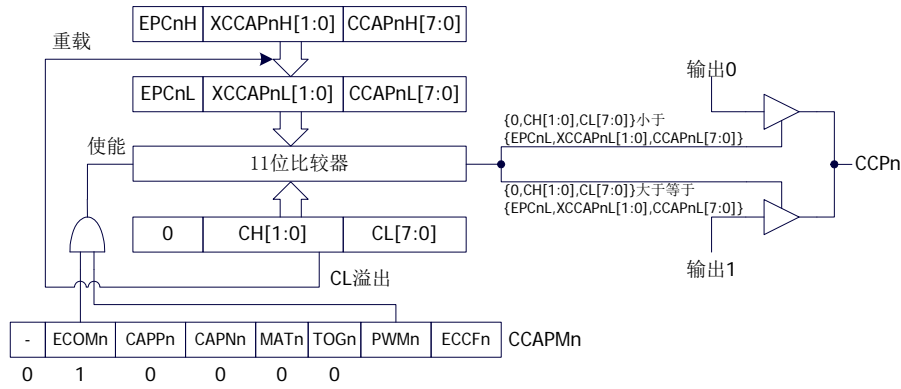 EPCnH XCCAPnH[1:0] CCAPnH[7:0]
重载
EPCnL XCCAPnL[1:0] CCAPnL[7:0]
输出0
{0,CH[1:0],CL[7:0]}小于
{EPCnL,XCCAPnL[1:0],CCAPnL[7:0]}
使能
11位比较器
CCPn
{0,CH[1:0],CL[7:0]}大于等于
{EPCnL,XCCAPnL[1:0],CCAPnL[7:0]}
0 CH[1:0] CL[7:0]
输出1
CL溢出
- ECOMn CAPPn CAPNn MATn TOGn PWMn ECCFn CCAPMn
0 1 0 0 0 0